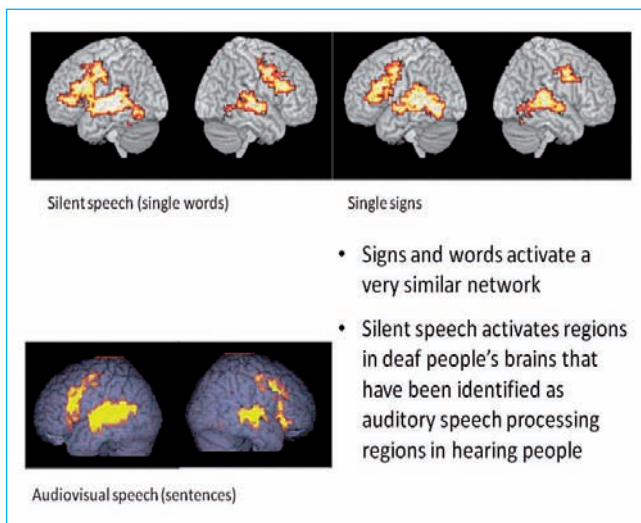 Silent speech (single words)
Single signs
• Signs and words activate a
very similar network
• Silent speech activates regions
in deaf people's brains that
have been identified as
auditory speech processing
regions in hearing people
Audiovisual speech (sentences)